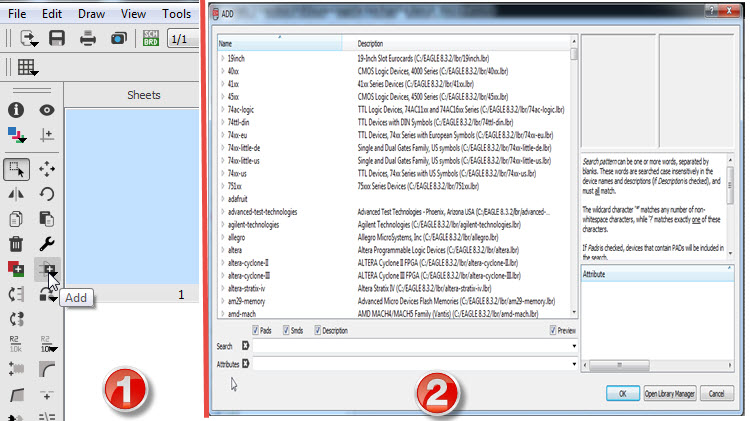 File Edit Draw View Tools
SCH BRD 1/1
Sheets
R2 R2
10k 10k
Add
1
1
ADD
Name Description
19inch 19-Inch Slot Eurocards (C:/EAGLE 8.3.2/lbr/19inch.lbr)
40xx CMOS Logic Devices, 4000 Series (C:/EAGLE 8.3.2/lbr/40xx.lbr)
41xx 41xx Series Devices (C:/EAGLE 8.3.2/lbr/41xx.lbr)
45xx CMOS Logic Devices, 4500 Series (C:/EAGLE 8.3.2/lbr/45xx.lbr)
74ac-logic TTL Logic Devices, 74AC11xx and 74AC16xx Series (C:/EAGLE 8.3.2/lbr/74ac-logic.lbr)
74ttl-din TTL Devices with DIN Symbols (C:/EAGLE 8.3.2/lbr/74ttl-din.lbr)
74xx-eu TTL Devices, 74xx Series with European Symbols (C:/EAGLE 8.3.2/lbr/74xx-eu.lbr)
74xx-little-de Single and Dual Gates Family, US symbols (C:/EAGLE 8.3.2/lbr/74xx-little-de.lbr)
74xx-little-us Single and Dual Gates Family, US symbols (C:/EAGLE 8.3.2/lbr/74xx-little-us.lbr)
74xx-us TTL Devices, 74xx Series with US Symbols (C:/EAGLE 8.3.2/lbr/74xx-us.lbr)
751xx 75xxx Series Devices (C:/EAGLE 8.3.2/lbr/751xx.lbr)
adafruit
advanced-test-technologies Advanced Test Technologies - Phoenix, Arizona USA (C:/EAGLE 8.3.2/lbr/advanced-...
agilent-technologies Agilent Technologies (C:/EAGLE 8.3.2/lbr/agilent-technologies.lbr)
allegro Allegro MicroSystems, Inc (C:/EAGLE 8.3.2/lbr/allegro.lbr)
altera Altera Programmable Logic Devices (C:/EAGLE 8.3.2/lbr/altera.lbr)
altera-cyclone-II ALTERA Cyclone II FPGA (C:/EAGLE 8.3.2/lbr/altera-cyclone-II.lbr)
altera-cyclone-III ALTERA Cyclone III FPGA (C:/EAGLE 8.3.2/lbr/altera-cyclone-III.lbr)
altera-stratix-iv Altera Stratix IV (C:/EAGLE 8.3.2/lbr/altera-stratix-iv.lbr)
am29-memory Advanced Micro Devices Flash Memories (C:/EAGLE 8.3.2/lbr/am29-memory.lbr)
amd-mach AMD MACH4/MACH5 Family (Vantis) (C:/EAGLE 8.3.2/lbr/amd-mach.lbr)
Pads Smds Description Preview
Search
Attributes
Search pattern can be one or more words, separated by
blanks. These words are searched case insensitively in the
device names and descriptions (if Description is checked), and
must all match.
The wildcard character '*' matches any number of non-
whitespace characters, while '?' matches exactly one of these
characters.
If Pads is checked, devices that contain PADs will be included in
the search.
Attribute
OK Open Library Manager Cancel
2